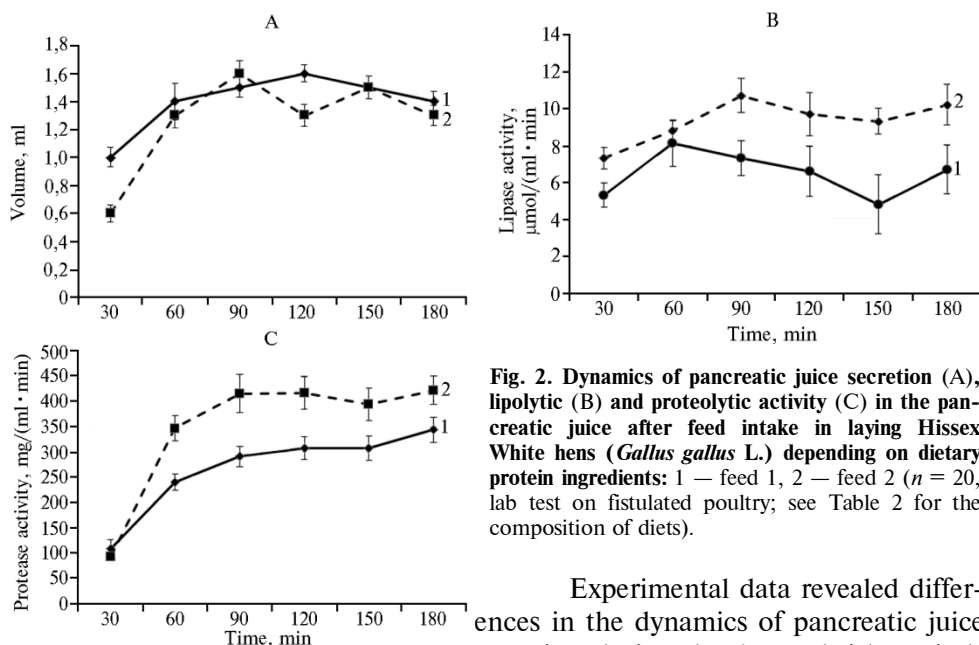 A
1,8
1,6
1,4
1,2
1,0
0,8
0,6
0,4
0,2
0
Volume, ml
1
2
30 60 90 120 150 180
B
14
12
10
8
6
4
2
0
Lipase activity,
µmol/(ml • min
2
1
30 60 90 120 150 180
Time, min
C
500
450
400
350
300
250
200
150
100
50
0
Protease activity, mg/(ml • min)
2
1
30 60 90 120 150 180
Time, min
Fig. 2. Dynamics of pancreatic juice secretion (A),
lipolytic (B) and proteolytic activity (C) in the pan-
creatic juice after feed intake in laying Hissex
White hens (Gallus gallus L.) depending on dietary
protein ingredients: 1 — feed 1, 2 — feed 2 (n = 20,
lab test on fistulated poultry; see Table 2 for the
composition of diets).
Experimental data revealed differ-
ences in the dynamics of pancreatic juice